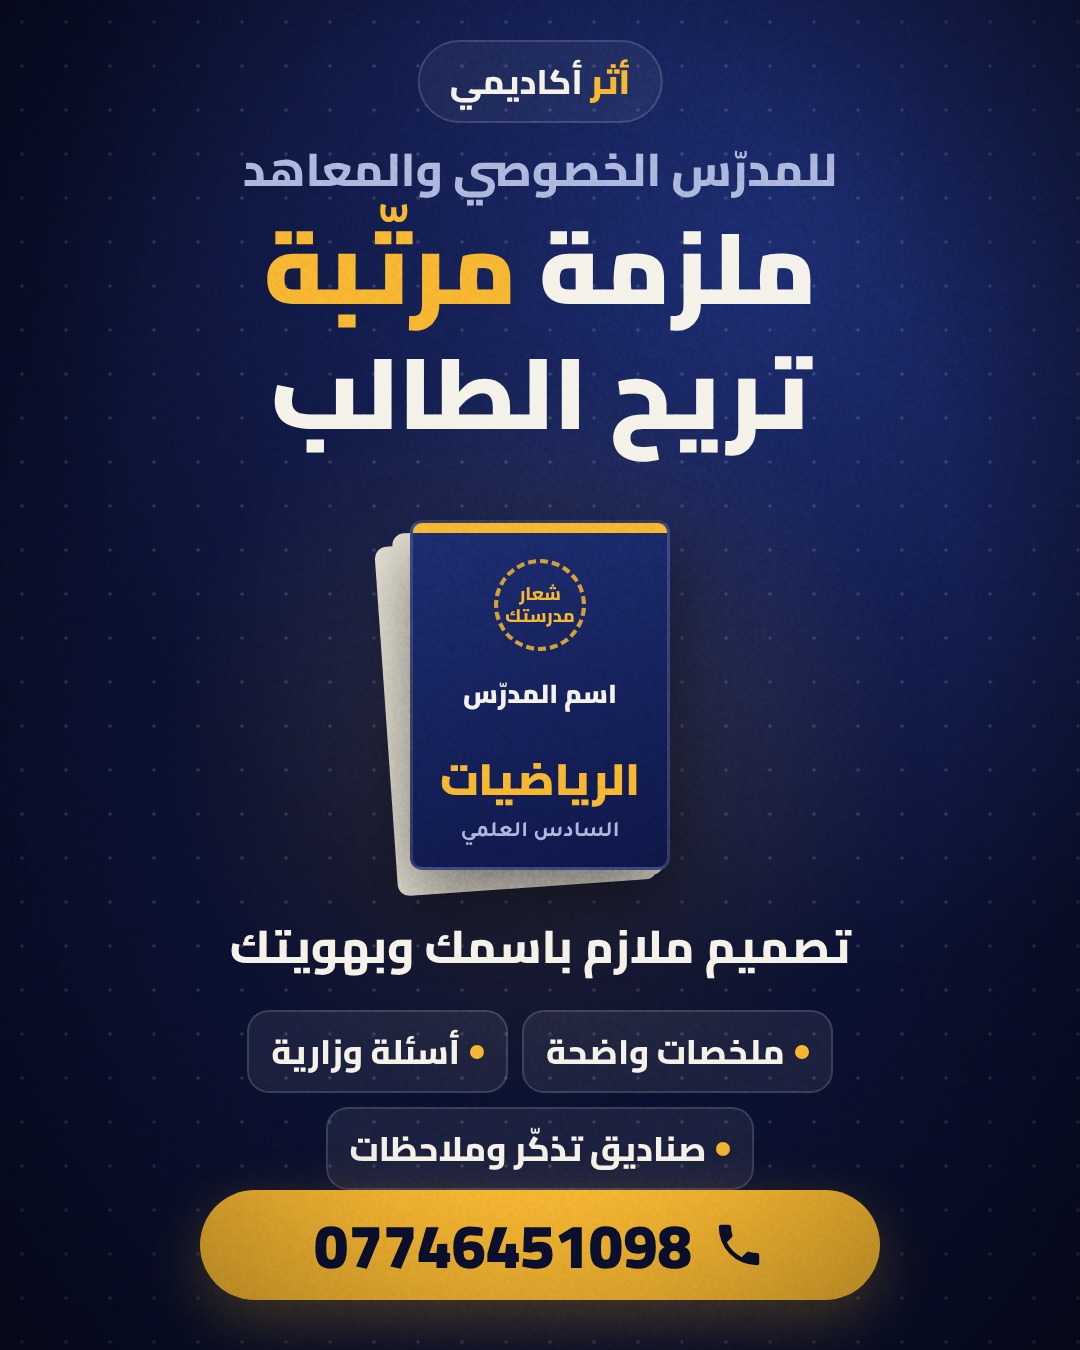 أثر أكاديمي
للمدرّس الخصوصي والمعاهد
ملزمة مرتّبة
تريح الطالب
شعار
مدرستك
اسم المدرّس
الرياضيات
السادس العلمي
تصميم ملازم باسمك وبهويتك
ملخصات واضحة
أسئلة وزارية
صناديق تذكّر وملاحظات
07746451098